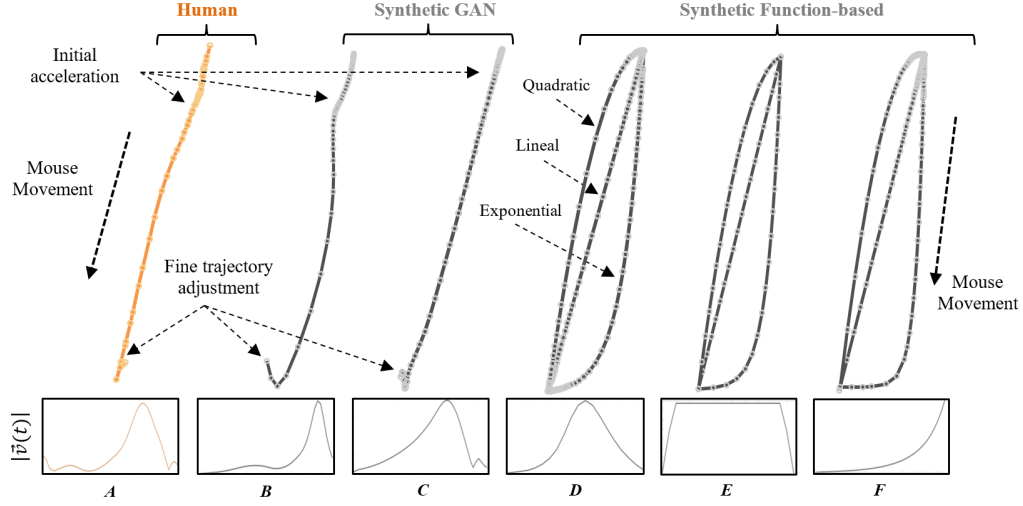 Human
Synthetic GAN
Synthetic Function-based
Initial
acceleration
Quadratic
Lineal
Mouse
Movement
Exponential
Fine trajectory
adjustment
Mouse
Movement
|v⃗(t)|
A
B
C
D
E
F